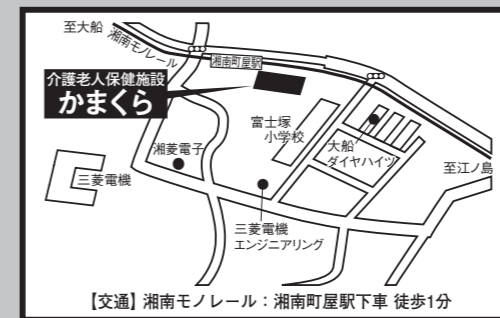 至大船
湘南モノレール
湘南町屋駅
介護老人保健施設
かまくら
富士塚
小学校
大船
ダイヤハイツ
湘菱電子
至江ノ島
三菱電機
三菱電機
エンジニアリング
【交通】湘南モノレール：湘南町屋駅下車 徒歩1分